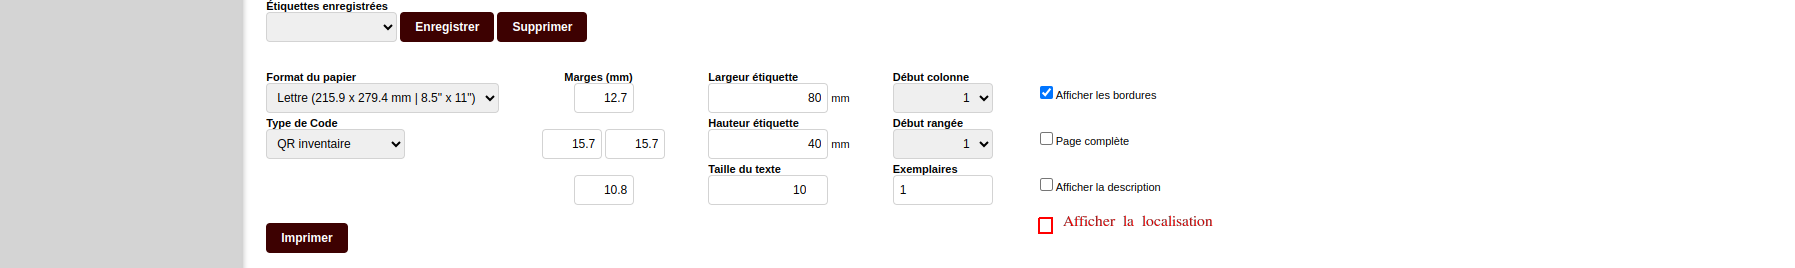 Étiquettes enregistrées
Enregistrer Supprimer
Format du papier Marges (mm) Largeur étiquette Début colonne
Lettre (215.9 x 279.4 mm | 8.5" x 11") 12.7 80 mm 1 Afficher les bordures
Type de Code Hauteur étiquette Début rangée
QR inventaire 15.7 15.7 40 mm 1 Page complète
Taille du texte Exemplaires
10.8 10 1 Afficher la description
Afficher la localisation
Imprimer